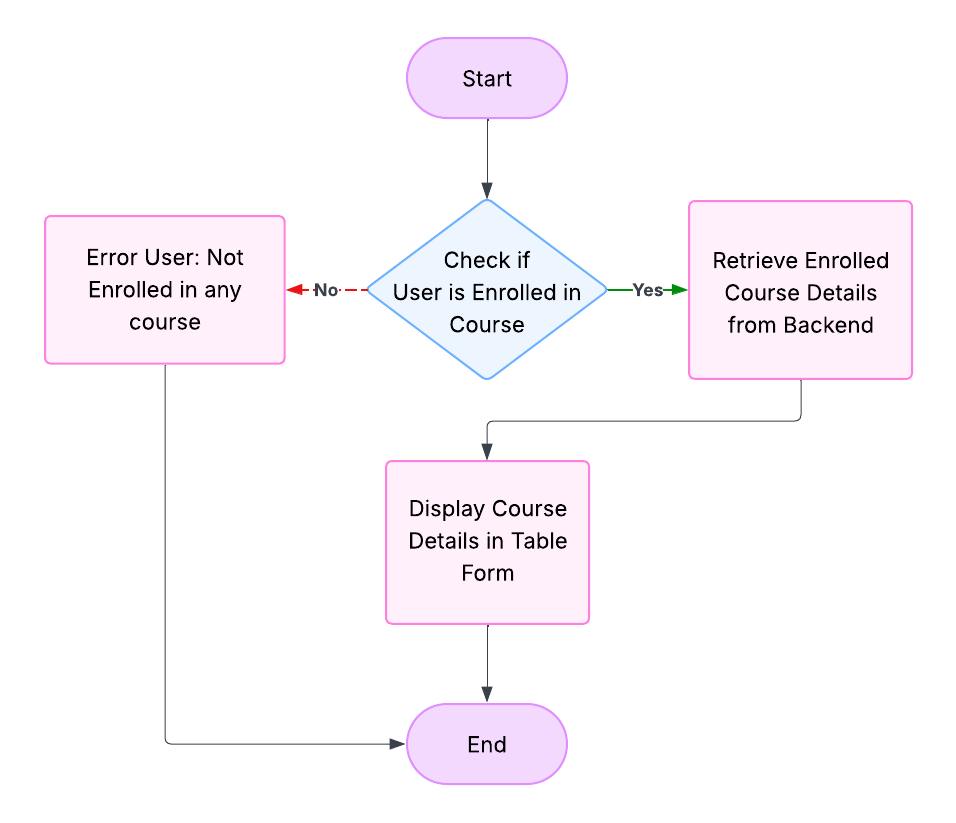 Start
Error User: Not
Enrolled in any
course
No
Check if
User is Enrolled in
Course
Yes
Retrieve Enrolled
Course Details
from Backend
Display Course
Details in Table
Form
End